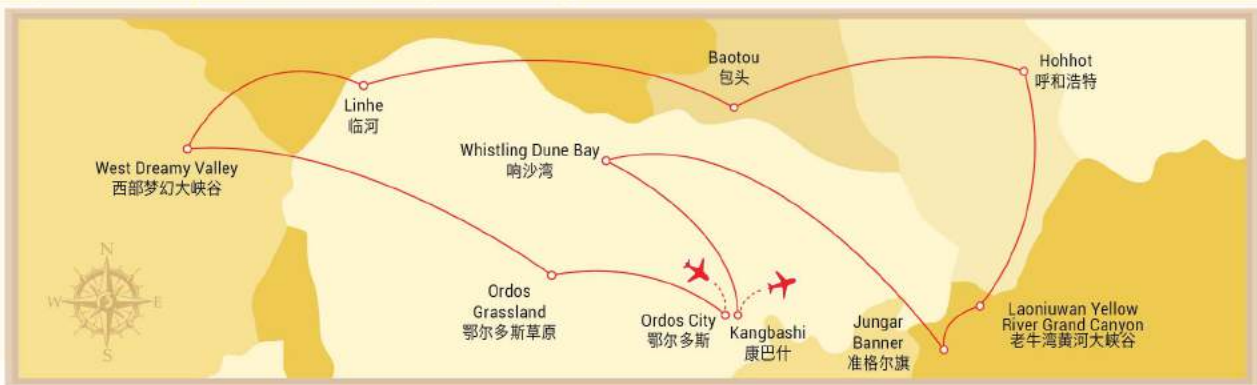 Baotou
包头
Hohhot
呼和浩特
Linhe
临河
Whistling Dune Bay
响沙湾
West Dreamy Valley
西部梦幻大峡谷
N
W
E
S
Ordos
Grassland
鄂尔多斯草原
Ordos City
鄂尔多斯
Kangbashi
康巴什
Jungar
Banner
准格尔旗
Laoniuwan Yellow
River Grand Canyon
老牛湾黄河大峡谷